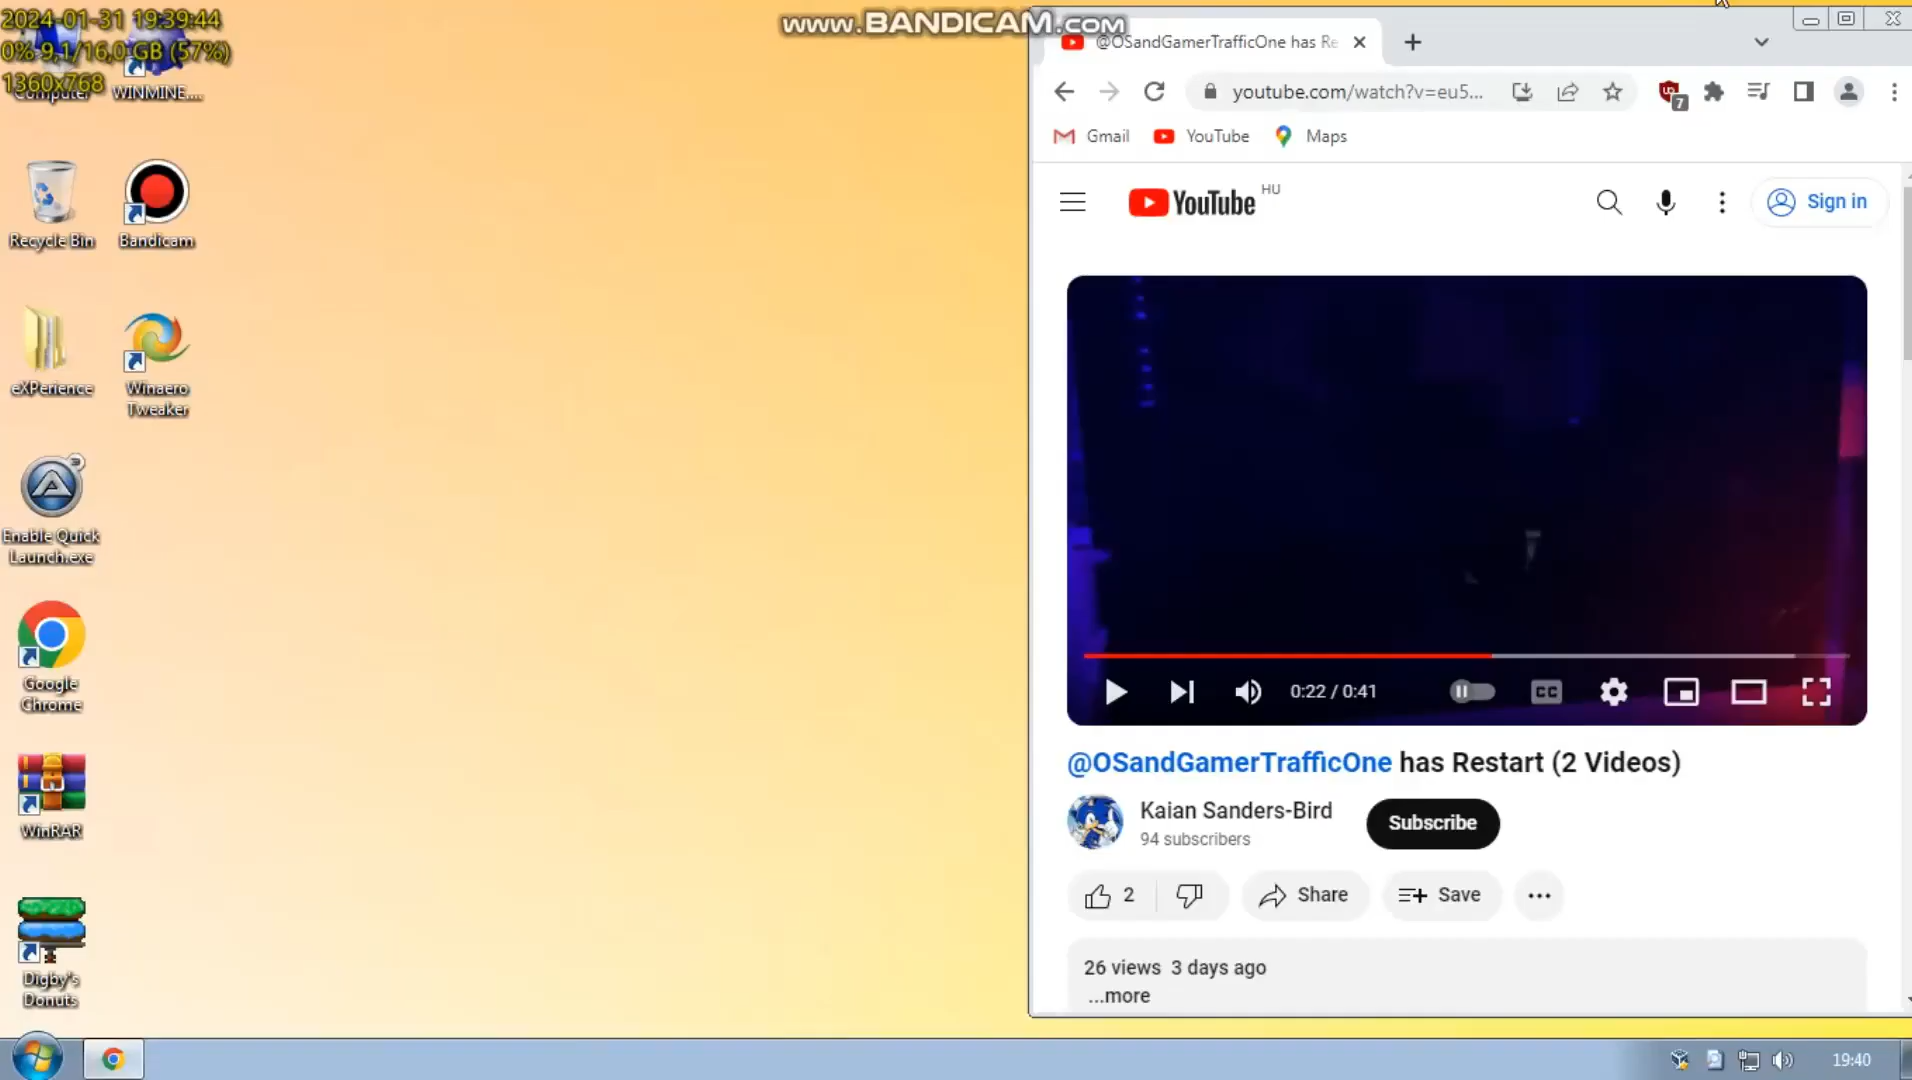 2024-01-31 19:39:44
0% 9,1/16,0 GB (57%)
1360x768
Computer
WINMINE....
www.BANDICAM.com
@OSandGamerTrafficOne has Re
youtube.com/watch?v=eu5...
7
Gmail
YouTube
Maps
YouTube HU
Sign in
Recycle Bin
Bandicam
eXPerience
Winaero
Tweaker
Enable Quick
Launch.exe
Google
Chrome
WinRAR
Digby's
Donuts
0:22 / 0:41
CC
@OSandGamerTrafficOne has Restart (2 Videos)
Kaian Sanders-Bird
94 subscribers
Subscribe
2
Share
Save
26 views 3 days ago
...more
19:40